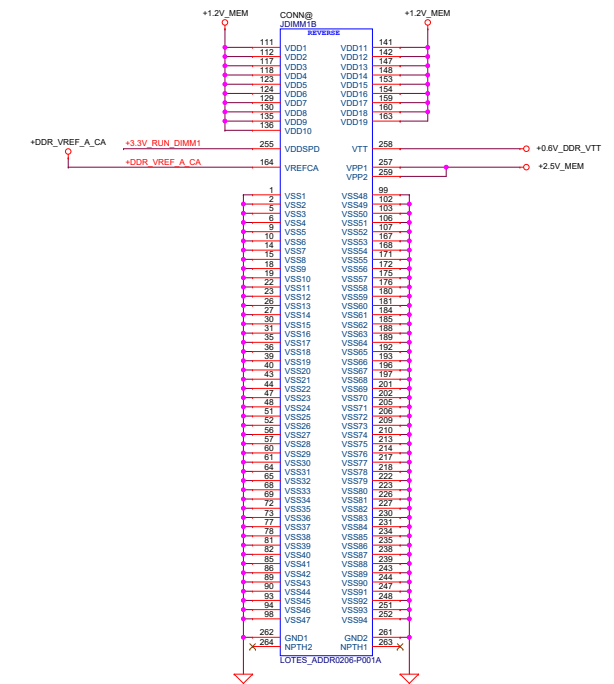 +1.2V_MEM CONN@ +1.2V_MEM
JDIMM1B
REVERSE
111 VDD1 VDD11 141
112 VDD2 VDD12 142
117 VDD3 VDD13 147
118 VDD4 VDD14 148
123 VDD5 VDD15 153
124 VDD6 VDD16 154
129 VDD7 VDD17 159
130 VDD8 VDD18 160
135 VDD9 VDD19 163
136 VDD10
+DDR_VREF_A_CA +3.3V_RUN_DIMM1 255 VDDSPD VTT 258 +0.6V_DDR_VTT
+DDR_VREF_A_CA 164 VREFCA VPP1 257 +2.5V_MEM
VPP2 259
1 VSS1 VSS48 99
2 VSS2 VSS49 102
5 VSS3 VSS50 103
6 VSS4 VSS51 106
9 VSS5 VSS52 107
10 VSS6 VSS53 167
14 VSS7 VSS54 168
15 VSS8 VSS55 171
18 VSS9 VSS56 172
19 VSS10 VSS57 175
22 VSS11 VSS58 176
23 VSS12 VSS59 180
26 VSS13 VSS60 181
27 VSS14 VSS61 184
30 VSS15 VSS62 185
31 VSS16 VSS63 188
35 VSS17 VSS64 189
36 VSS18 VSS65 192
39 VSS19 VSS66 193
40 VSS20 VSS67 196
43 VSS21 VSS68 197
44 VSS22 VSS69 201
47 VSS23 VSS70 202
48 VSS24 VSS71 205
51 VSS25 VSS72 206
52 VSS26 VSS73 209
56 VSS27 VSS74 210
57 VSS28 VSS75 213
60 VSS29 VSS76 214
61 VSS30 VSS77 217
64 VSS31 VSS78 218
65 VSS32 VSS79 222
68 VSS33 VSS80 223
69 VSS34 VSS81 226
72 VSS35 VSS82 227
73 VSS36 VSS83 230
77 VSS37 VSS84 231
78 VSS38 VSS85 234
81 VSS39 VSS86 235
82 VSS40 VSS87 238
85 VSS41 VSS88 239
86 VSS42 VSS89 243
89 VSS43 VSS90 244
90 VSS44 VSS91 247
93 VSS45 VSS92 248
94 VSS46 VSS93 251
98 VSS47 VSS94 252
262 GND1 GND2 261
264 NPTH2 NPTH1 263
LOTES_ADDR0206-P001A